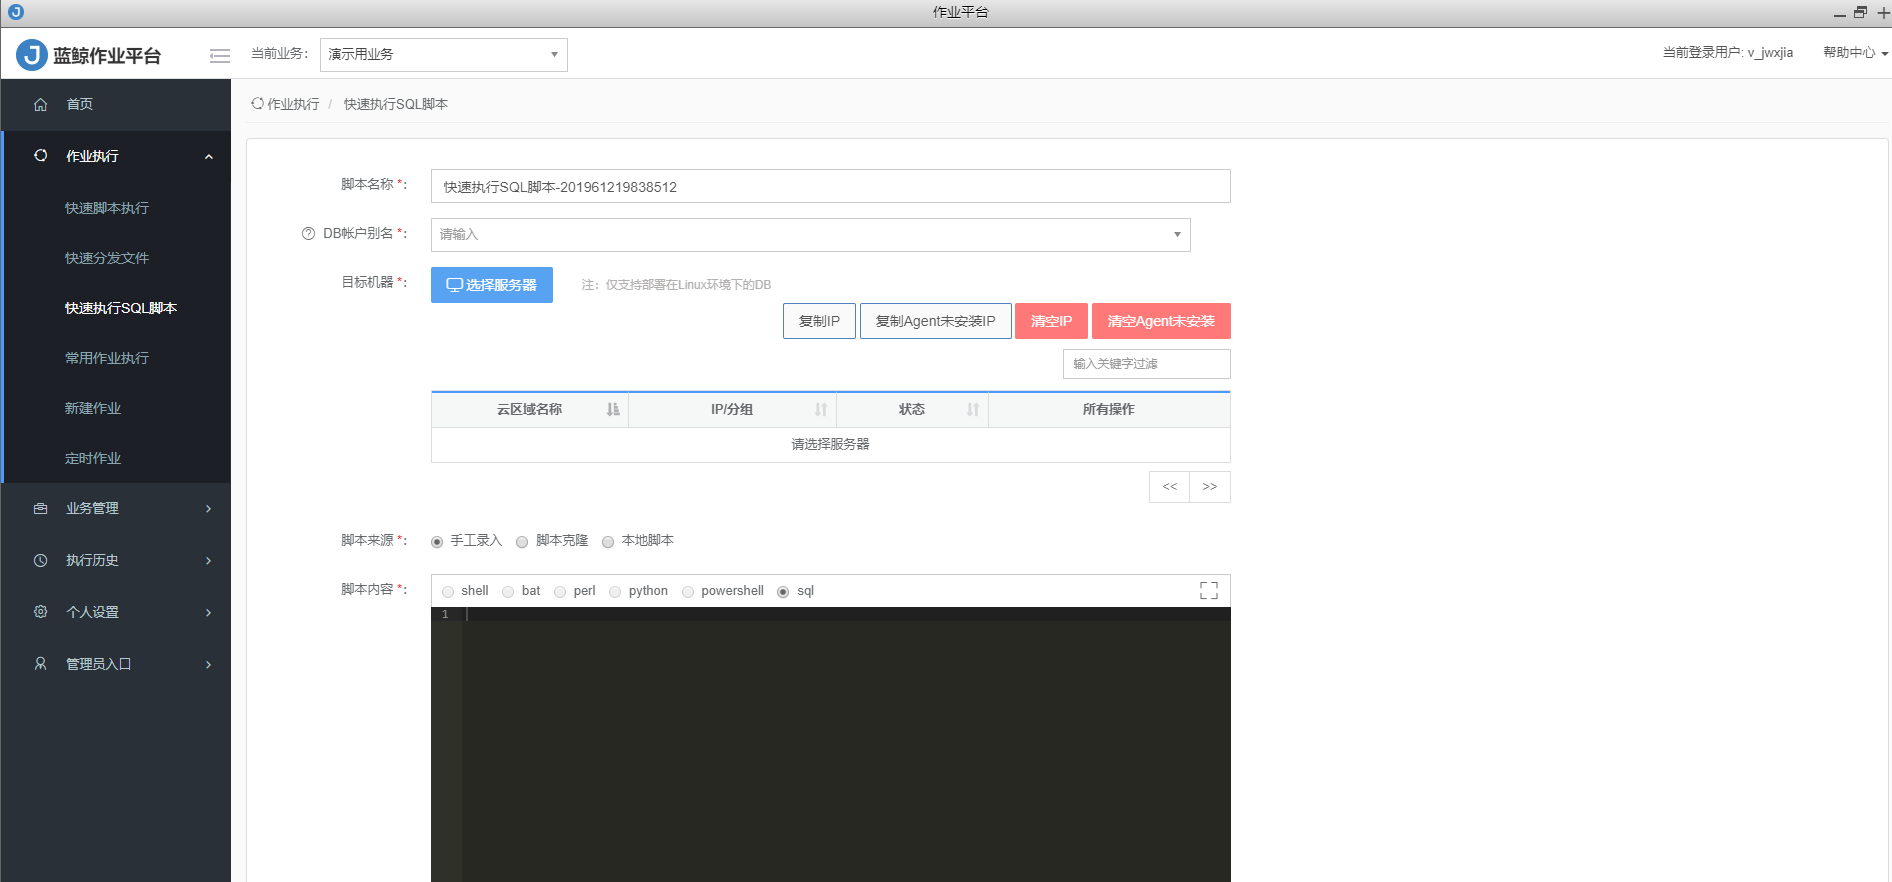 作业平台
蓝鲸作业平台
当前业务：
演示用业务
当前登录用户: v_jwxjia
帮助中心
首页
作业执行
快速脚本执行
快速分发文件
快速执行SQL脚本
常用作业执行
新建作业
定时作业
业务管理
执行历史
个人设置
管理员入口
作业执行 / 快速执行SQL脚本
脚本名称 *：
快速执行SQL脚本-201961219838512
DB帐户别名 *：
请输入
目标机器 *：
选择服务器
注：仅支持部署在Linux环境下的DB
复制IP 复制Agent未安装IP 清空IP 清空Agent未安装
输入关键字过滤
云区域名称 IP/分组 状态 所有操作
请选择服务器
<< >>
脚本来源 *： 手工录入 脚本克隆 本地脚本
脚本内容 *： shell bat perl python powershell sql
1